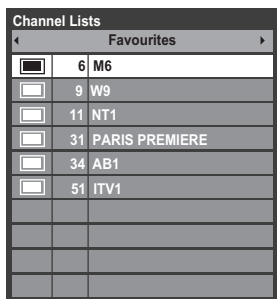 Channel Lists
Favourites
6 M6
9 W9
11 NT1
31 PARIS PREMIERE
34 AB1
51 ITV1